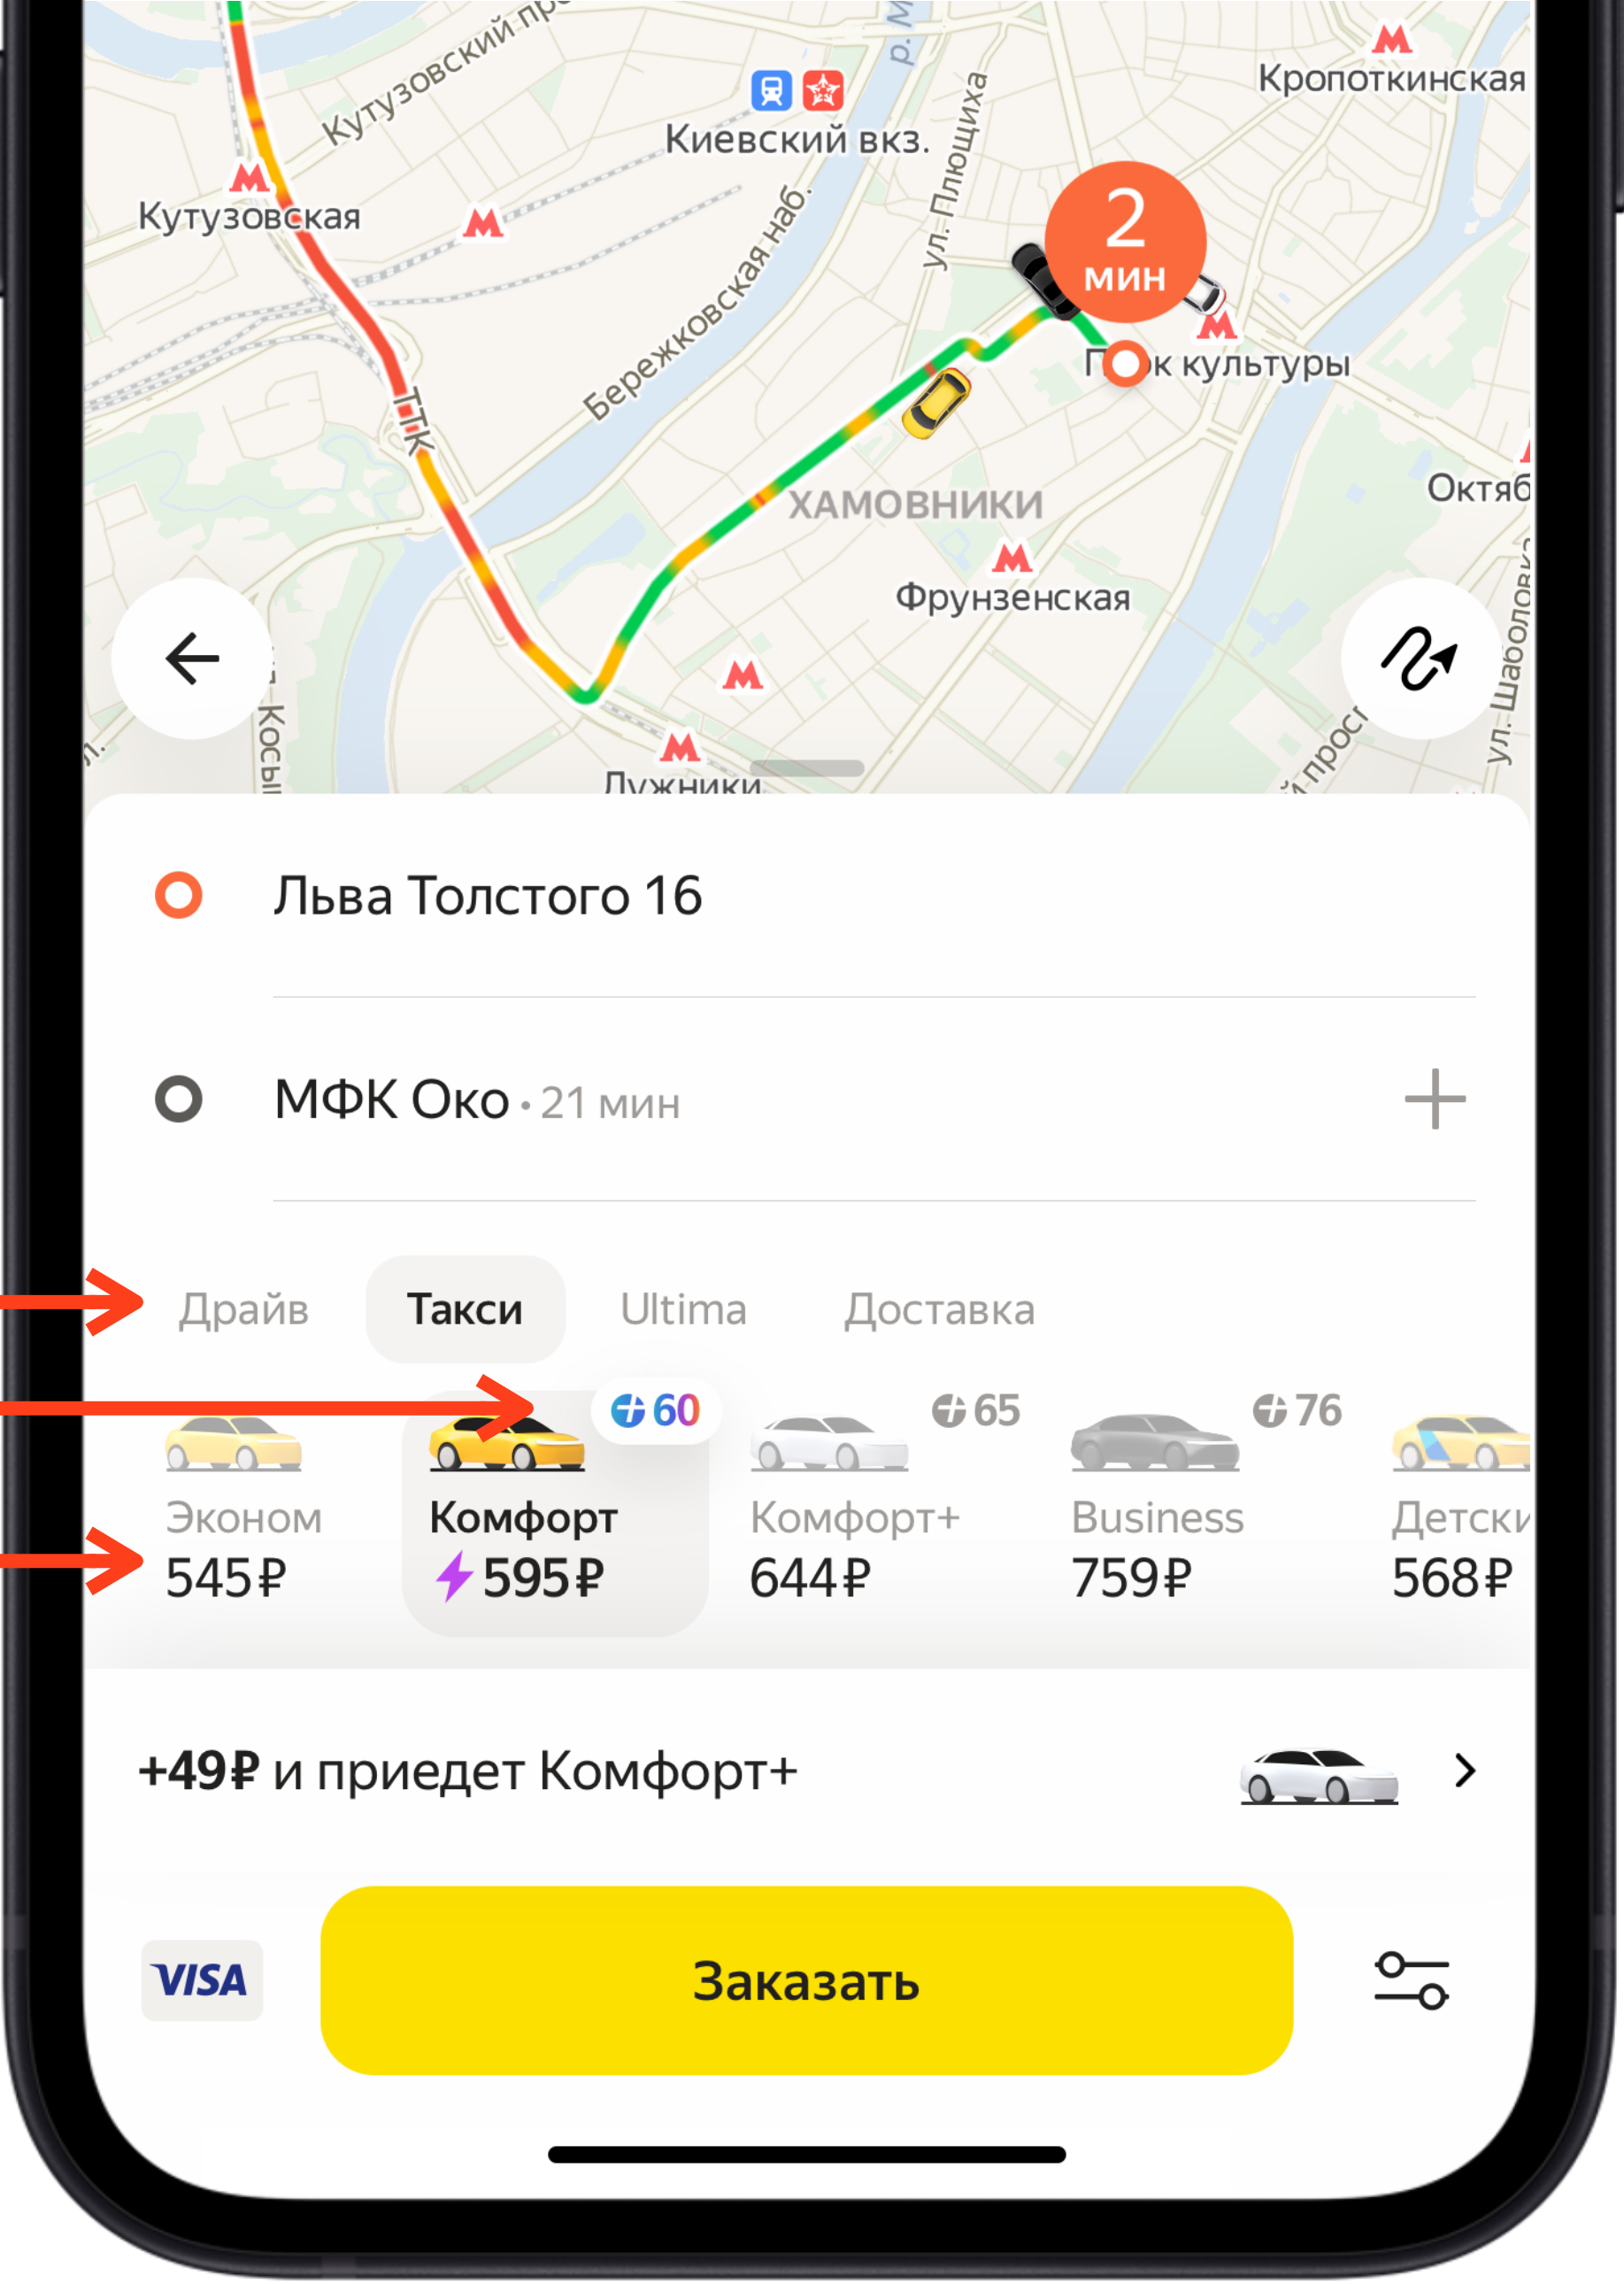 Кутузовский
р. М
Кропоткинская
Киевский вкз.
ул. Плющиха
2
мин
Кутузовская
Бережковская наб.
к культуры
ТТК
ХАМОВНИКИ
Фрунзенская
ул. Шаболовка
Лужники
Льва Толстого 16
МФК Око • 21 мин
Драйв Такси Ultima Доставка
60 65 76
Эконом Комфорт Комфорт+ Business
545₽ 595₽ 644₽ 759₽ 568₽
+49₽ и приедет Комфорт+
VISA Заказать